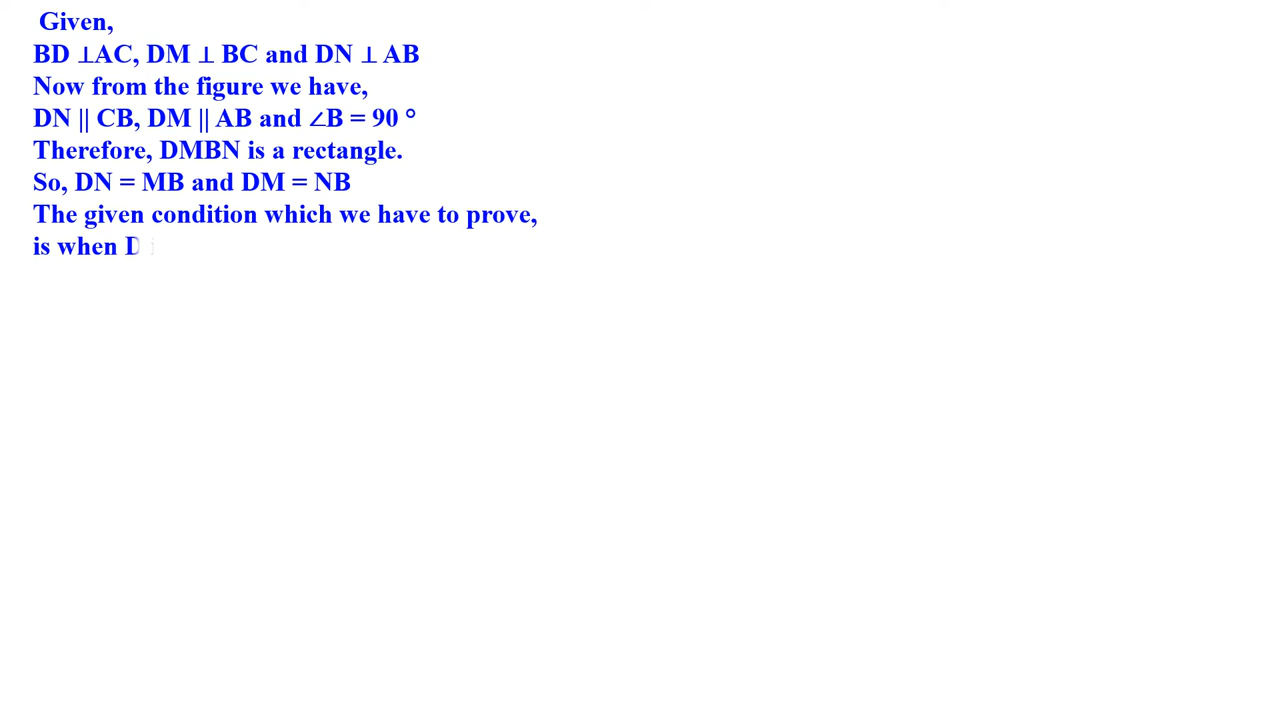 Given,
BD ⊥AC, DM ⊥ BC and DN ⊥ AB
Now from the figure we have,
DN || CB, DM || AB and ∠B = 90 °
Therefore, DMBN is a rectangle.
So, DN = MB and DM = NB
The given condition which we have to prove,
is when D